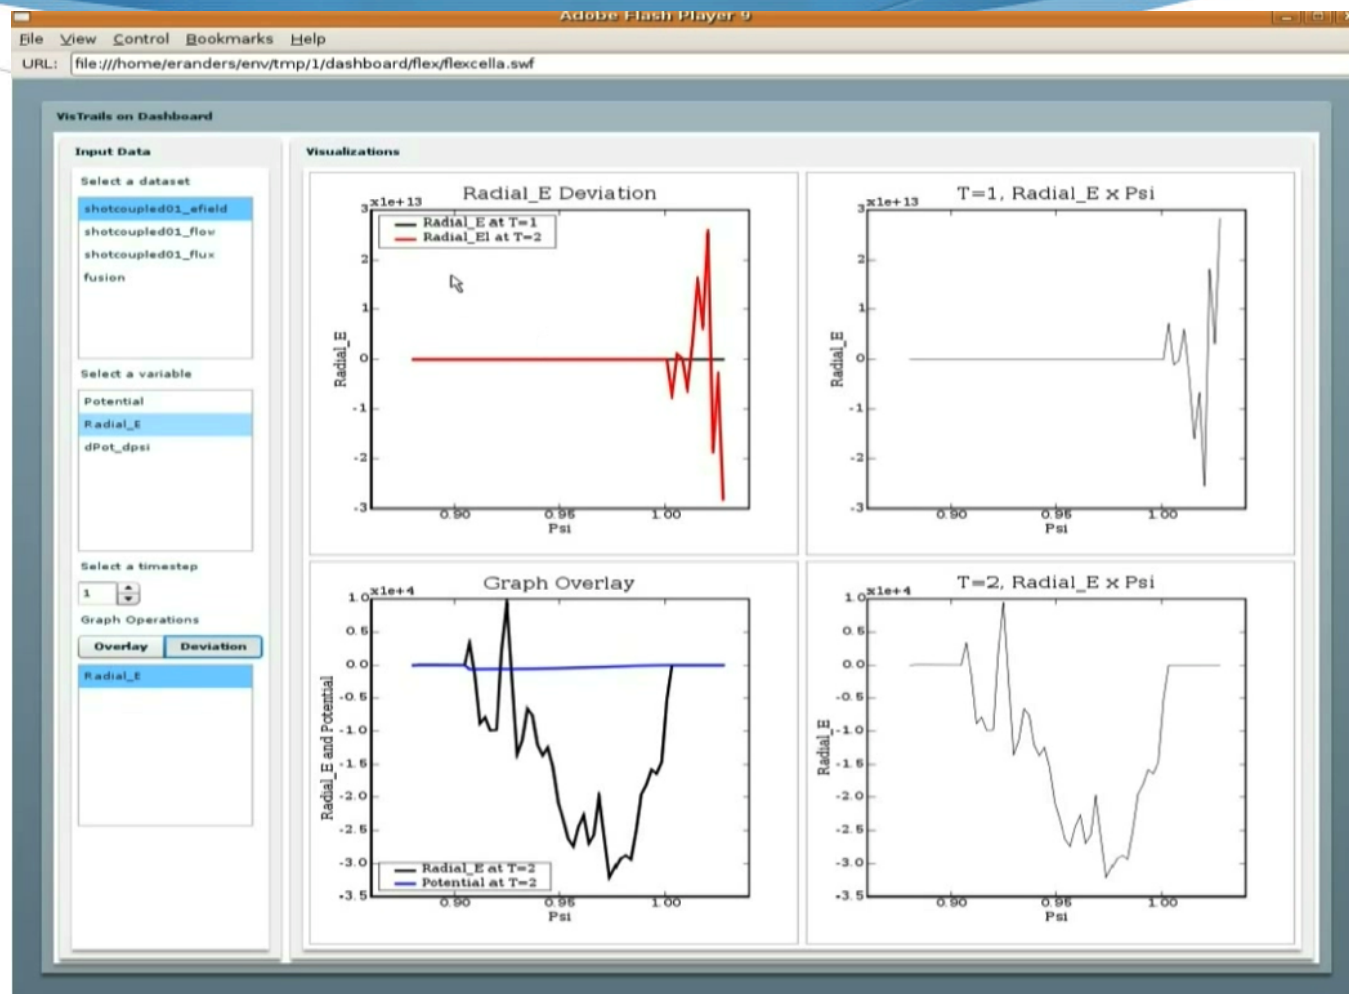 Adobe Flash Player 9
File View Control Bookmarks Help
URL: file:///home/eranders/env/tmp/1/dashboard/flex/flexcella.swf
VisTrails on Dashboard
Input Data
Select a dataset
shotcoupled01_efield
shotcoupled01_flow
shotcoupled01_flux
fusion
Select a variable
Potential
Radial_E
dPot_dpsi
Select a timestep
1
Graph Operations
Overlay Deviation
Radial_E
Visualizations
Radial_E Deviation
x1e+13
Radial_E at T=1
Radial_El at T=2
3
2
1
0
-1
-2
-3
Radial_E
0.90 0.95 1.00
Psi
T=1, Radial_E x Psi
x1e+13
3
2
1
0
-1
-2
-3
Radial_E
0.90 0.95 1.00
Psi
Graph Overlay
x1e+4
1.0
0.5
0.0
-0.5
-1.0
-1.5
-2.0
-2.5
-3.0
-3.5
Radial_E and Potential
Radial_E at T=2
Potential at T=2
0.90 0.95 1.00
Psi
T=2, Radial_E x Psi
x1e+4
1.0
0.5
0.0
-0.5
-1.0
-1.5
-2.0
-2.5
-3.0
-3.5
Radial_E
0.90 0.95 1.00
Psi